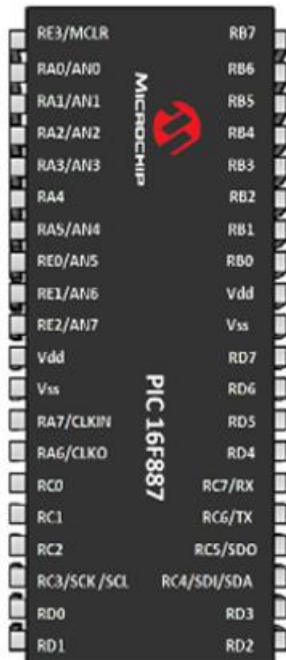 RE3/MCLR RB7
RA0/AN0 RB6
RA1/AN1 RB5
RA2/AN2 RB4
RA3/AN3 RB3
RA4 RB2
RA5/AN4 RB1
RE0/AN5 RB0
RE1/AN6 Vdd
RE2/AN7 Vss
Vdd RD7
Vss RD6
RA7/CLKIN RD5
RA6/CLKO RD4
RC0 RC7/RX
RC1 RC6/TX
RC2 RC5/SDO
RC3/SCK/SCL RC4/SDI/SDA
RD0 RD3
RD1 RD2
MICROCHIP
PIC 16F887